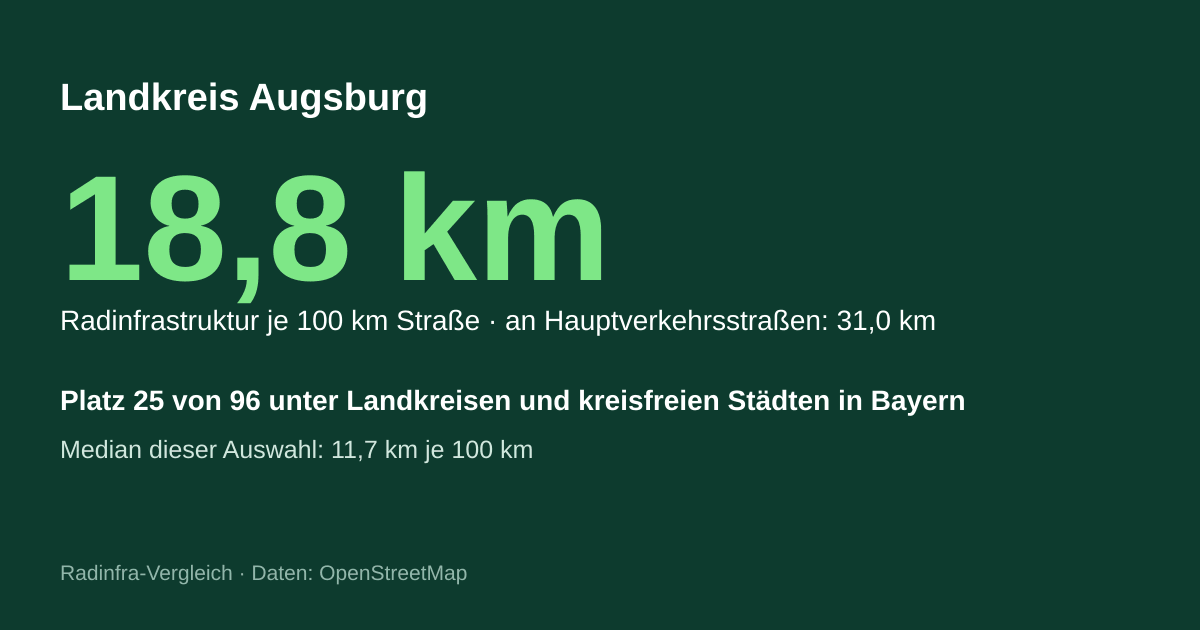 Landkreis Augsburg
18,8 km
Radinfrastruktur je 100 km Straße · an Hauptverkehrsstraßen: 31,0 km
Platz 25 von 96 unter Landkreisen und kreisfreien Städten in Bayern
Median dieser Auswahl: 11,7 km je 100 km
Radinfra-Vergleich · Daten: OpenStreetMap